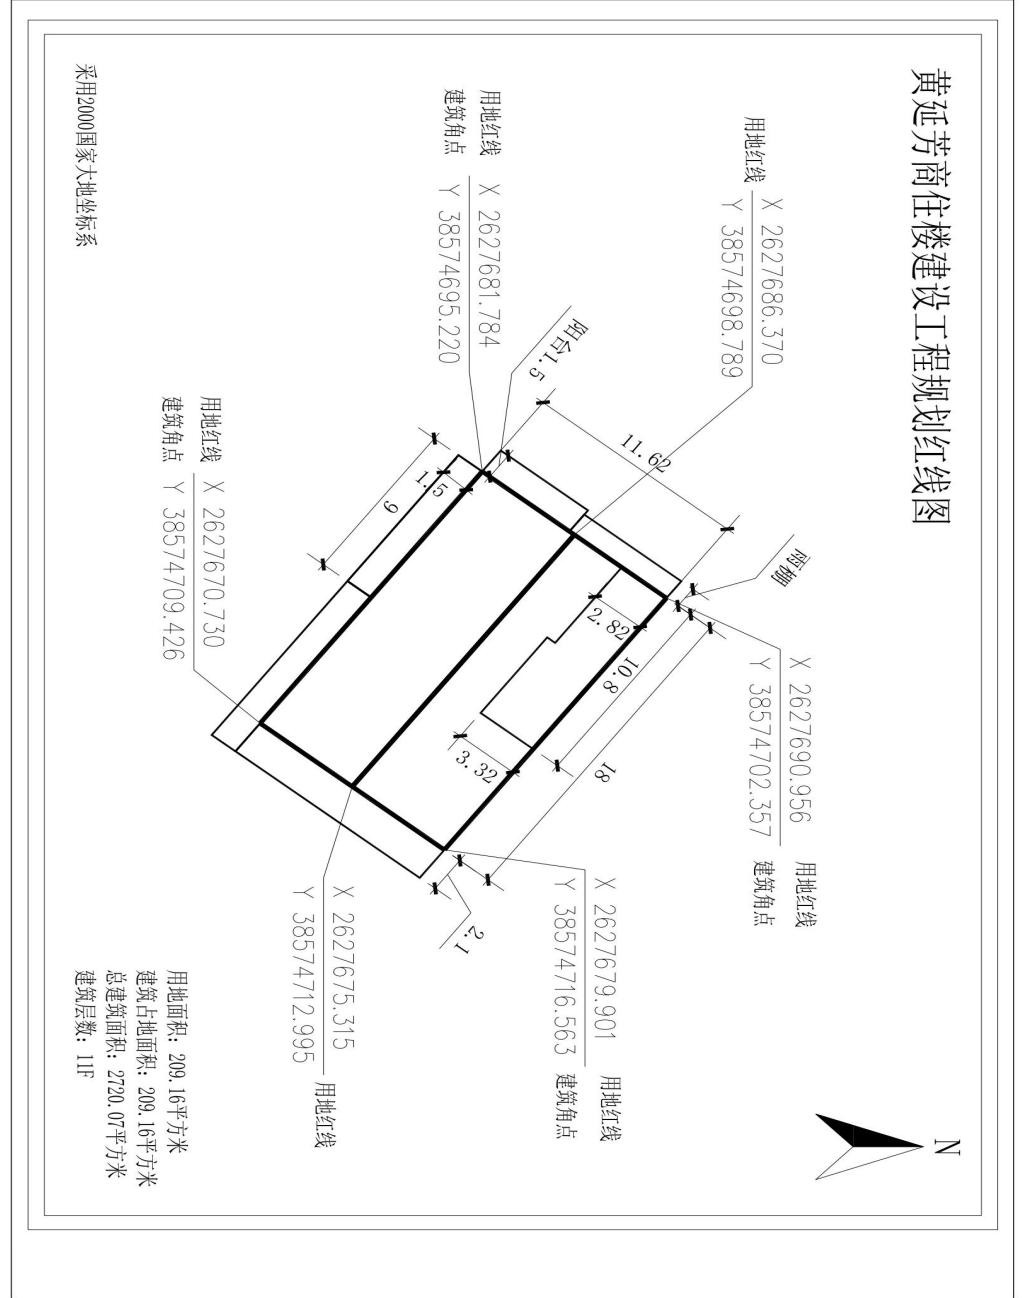 黄延芳商住楼建设工程规划红线图
N
用地红线
X 2627686.370
Y 38574698.789
用地红线
建筑角点
X 2627681.784
Y 38574695.220
X 2627690.956
Y 38574702.357
用地红线
建筑角点
阳台1.5
11.62
雨棚
1.5
9
2.82
10.8
18
3.32
2.1
用地红线
建筑角点
X 2627670.730
Y 38574709.426
X 2627679.901
Y 38574716.563
用地红线
建筑角点
X 2627675.315
Y 38574712.995
用地红线
用地面积: 209.16平方米
建筑占地面积: 209.16平方米
总建筑面积: 2720.07平方米
建筑层数: 11F
采用2000国家大地坐标系